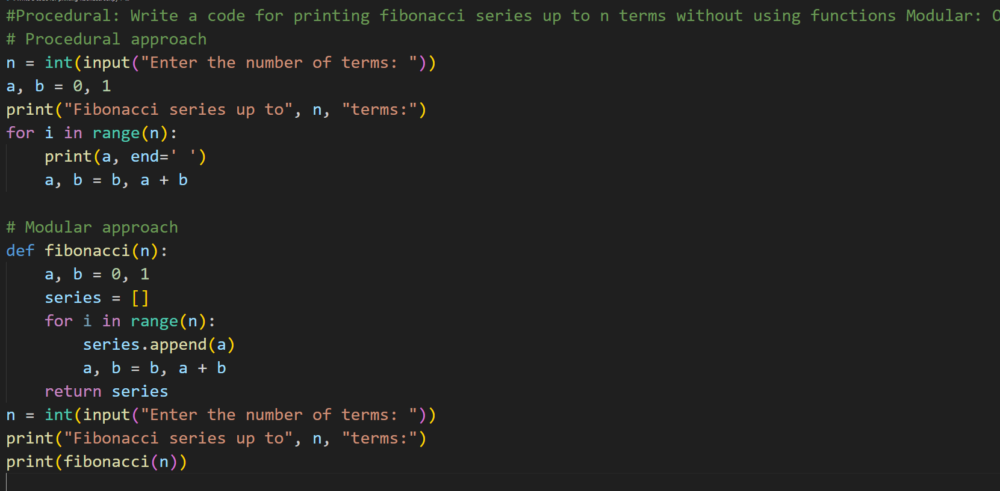 #Procedural: Write a code for printing fibonacci series up to n terms without using functions Modular:
# Procedural approach
n = int(input("Enter the number of terms: "))
a, b = 0, 1
print("Fibonacci series up to", n, "terms:")
for i in range(n):
    print(a, end=' ')
    a, b = b, a + b

# Modular approach
def fibonacci(n):
    a, b = 0, 1
    series = []
    for i in range(n):
        series.append(a)
        a, b = b, a + b
    return series
n = int(input("Enter the number of terms: "))
print("Fibonacci series up to", n, "terms:")
print(fibonacci(n))